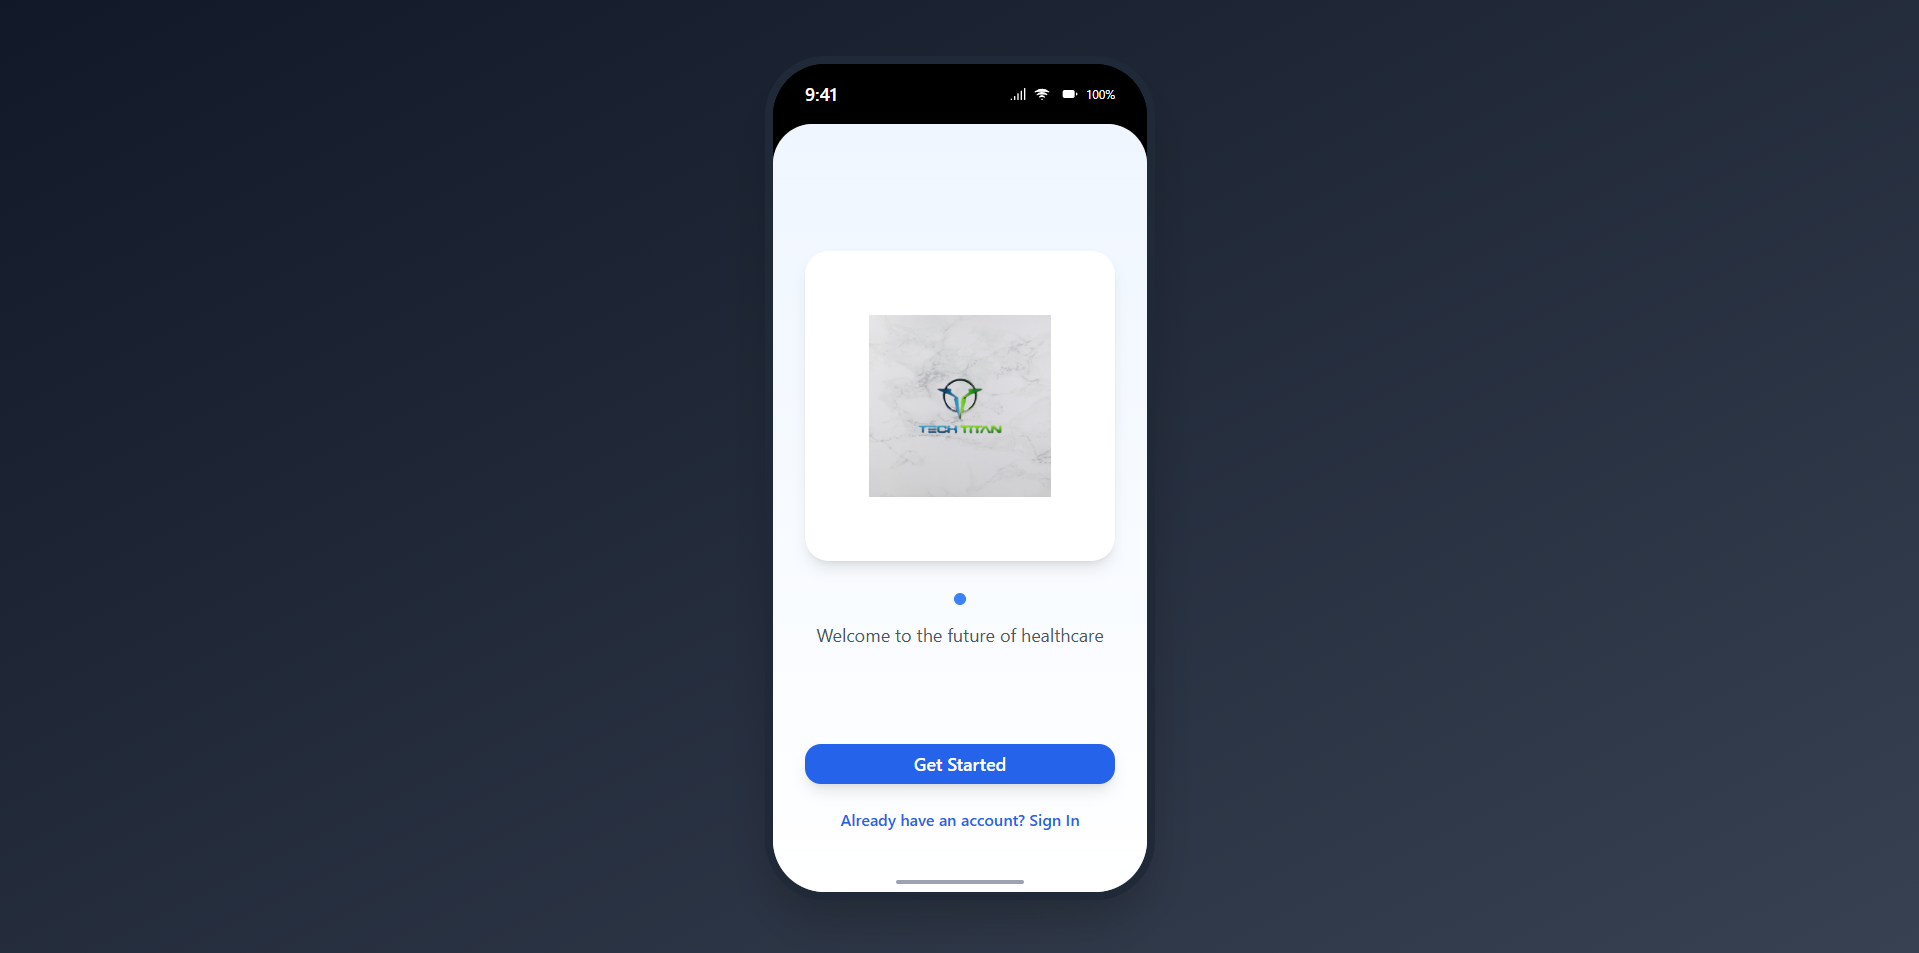 9:41
100%
TECH TITAN
Welcome to the future of healthcare
Get Started
Already have an account? Sign In